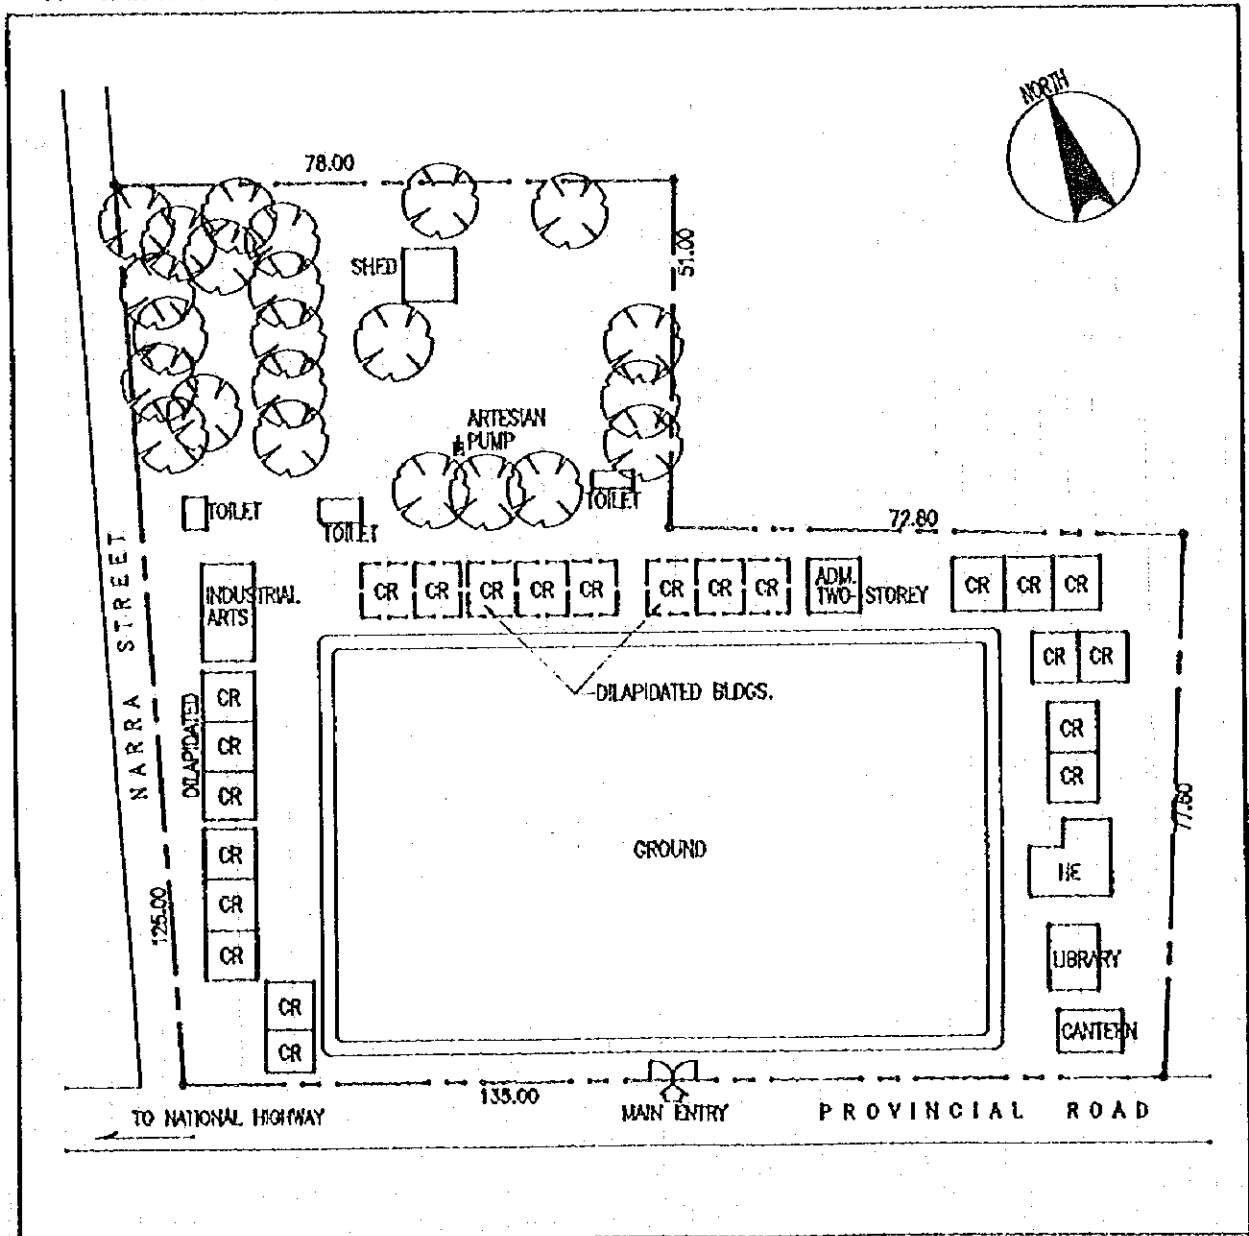 NORTH
78.00
51.00
SHED
ARTESIAN
PUMP
TOILET
TOILET
TOILET
72.80
NARRA STREET
INDUSTRIAL
ARTS
CR CR CR CR CR
CR CR CR
ADM.
TWO-STOREY
CR CR CR
CR CR
DILAPIDATED BLDGS.
DILAPIDATED
CR
CR
CR
CR
CR
CR
CR
CR
CR
CR
GROUND
77.60
HE
LIBRARY
CANTERN
125.00
135.00
MAIN ENTRY
PROVINCIAL ROAD
TO NATIONAL HIGHWAY